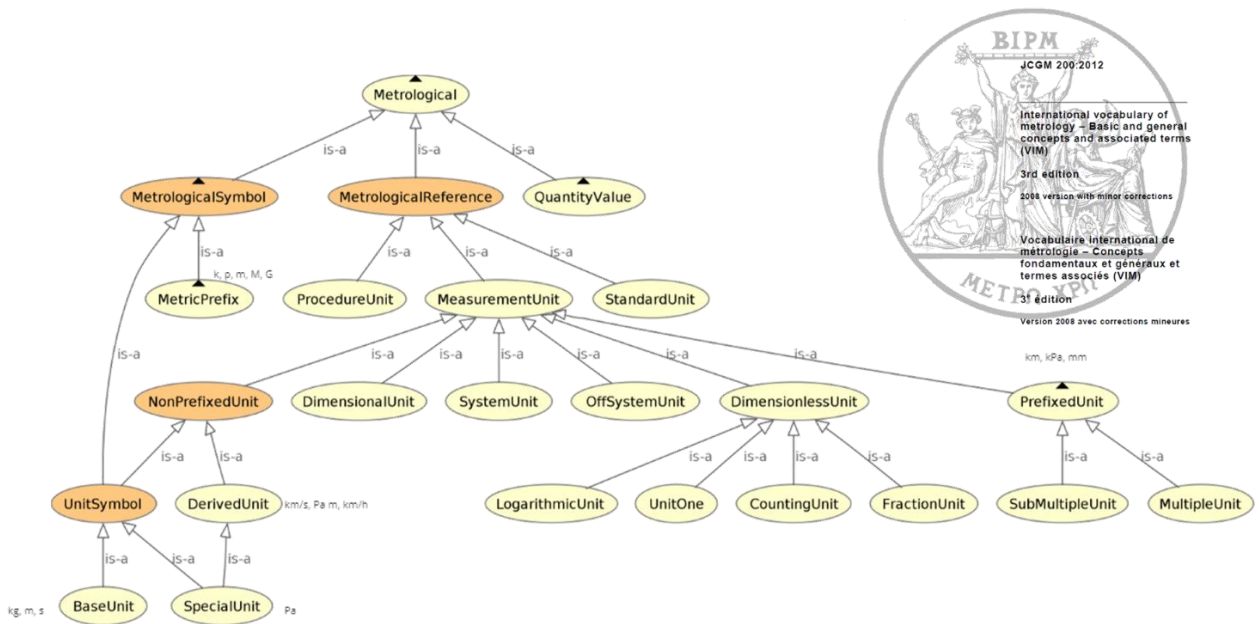 BIPM
JCGM 200:2012
International vocabulary of
metrology – Basic and general
concepts and associated terms
(VIM)
3rd edition
2008 version with minor corrections
Vocabulaire international de
métrologie – Concepts
fondamentaux et généraux et
termes associés (VIM)
3e édition
Version 2008 avec corrections mineures
ΜΕΤΡΩ ΧΡΩ
Metrological
is-a
is-a
is-a
MetrologicalSymbol
MetrologicalReference
QuantityValue
is-a
is-a
is-a
is-a
k, p, m, M, G
MetricPrefix
ProcedureUnit
MeasurementUnit
StandardUnit
is-a
is-a
is-a
is-a
is-a
is-a
is-a
km, kPa, mm
NonPrefixedUnit
DimensionalUnit
SystemUnit
OffSystemUnit
DimensionlessUnit
PrefixedUnit
is-a
is-a
is-a
is-a
is-a
is-a
is-a
is-a
UnitSymbol
DerivedUnit
km/s, Pa m, km/h
LogarithmicUnit
UnitOne
CountingUnit
FractionUnit
SubMultipleUnit
MultipleUnit
is-a
is-a
is-a
kg, m, s
BaseUnit
SpecialUnit
Pa